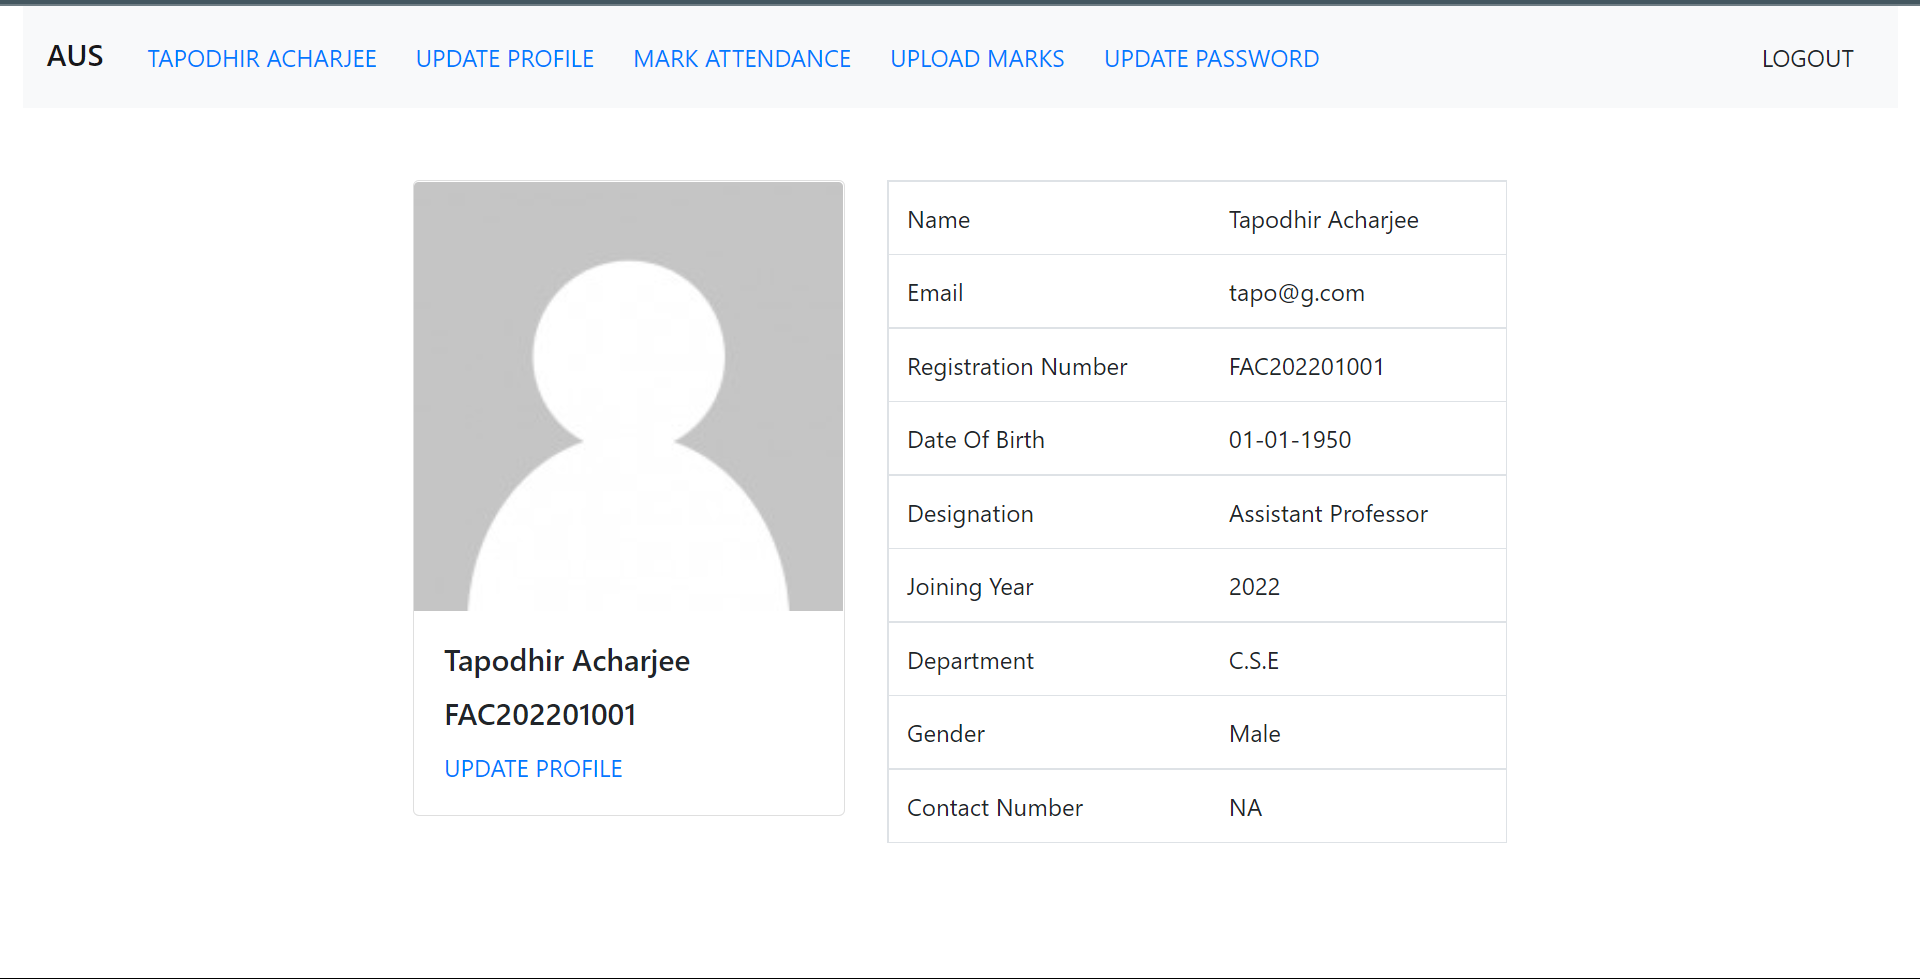 AUS TAPODHIR ACHARJEE UPDATE PROFILE MARK ATTENDANCE UPLOAD MARKS UPDATE PASSWORD LOGOUT
Tapodhir Acharjee
FAC202201001
UPDATE PROFILE
Name Tapodhir Acharjee
Email tapo@g.com
Registration Number FAC202201001
Date Of Birth 01-01-1950
Designation Assistant Professor
Joining Year 2022
Department C.S.E
Gender Male
Contact Number NA